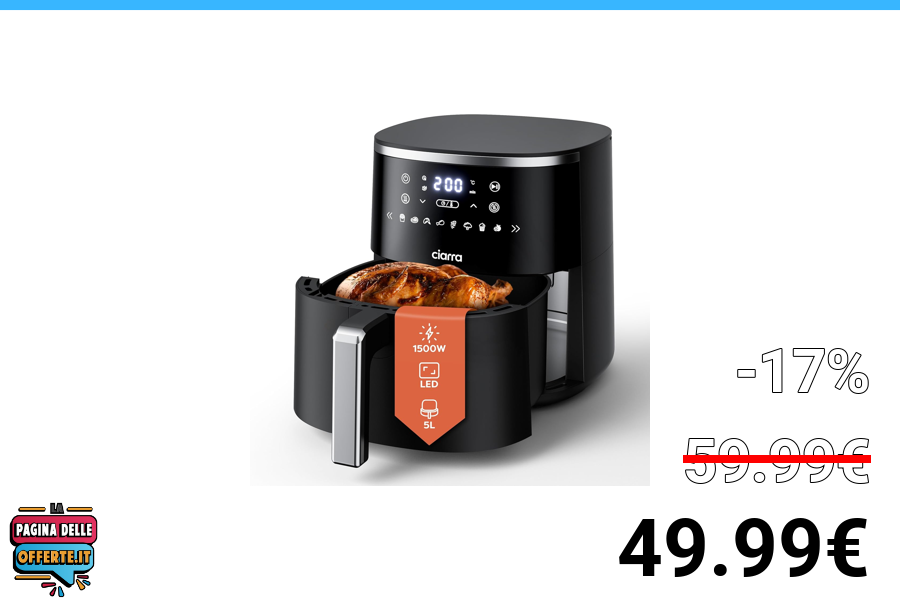 200
°C
ciarra
1500W
LED
5L
-17%
59.99€
49.99€
LA
PAGINA DELLE
OFFERTE.IT